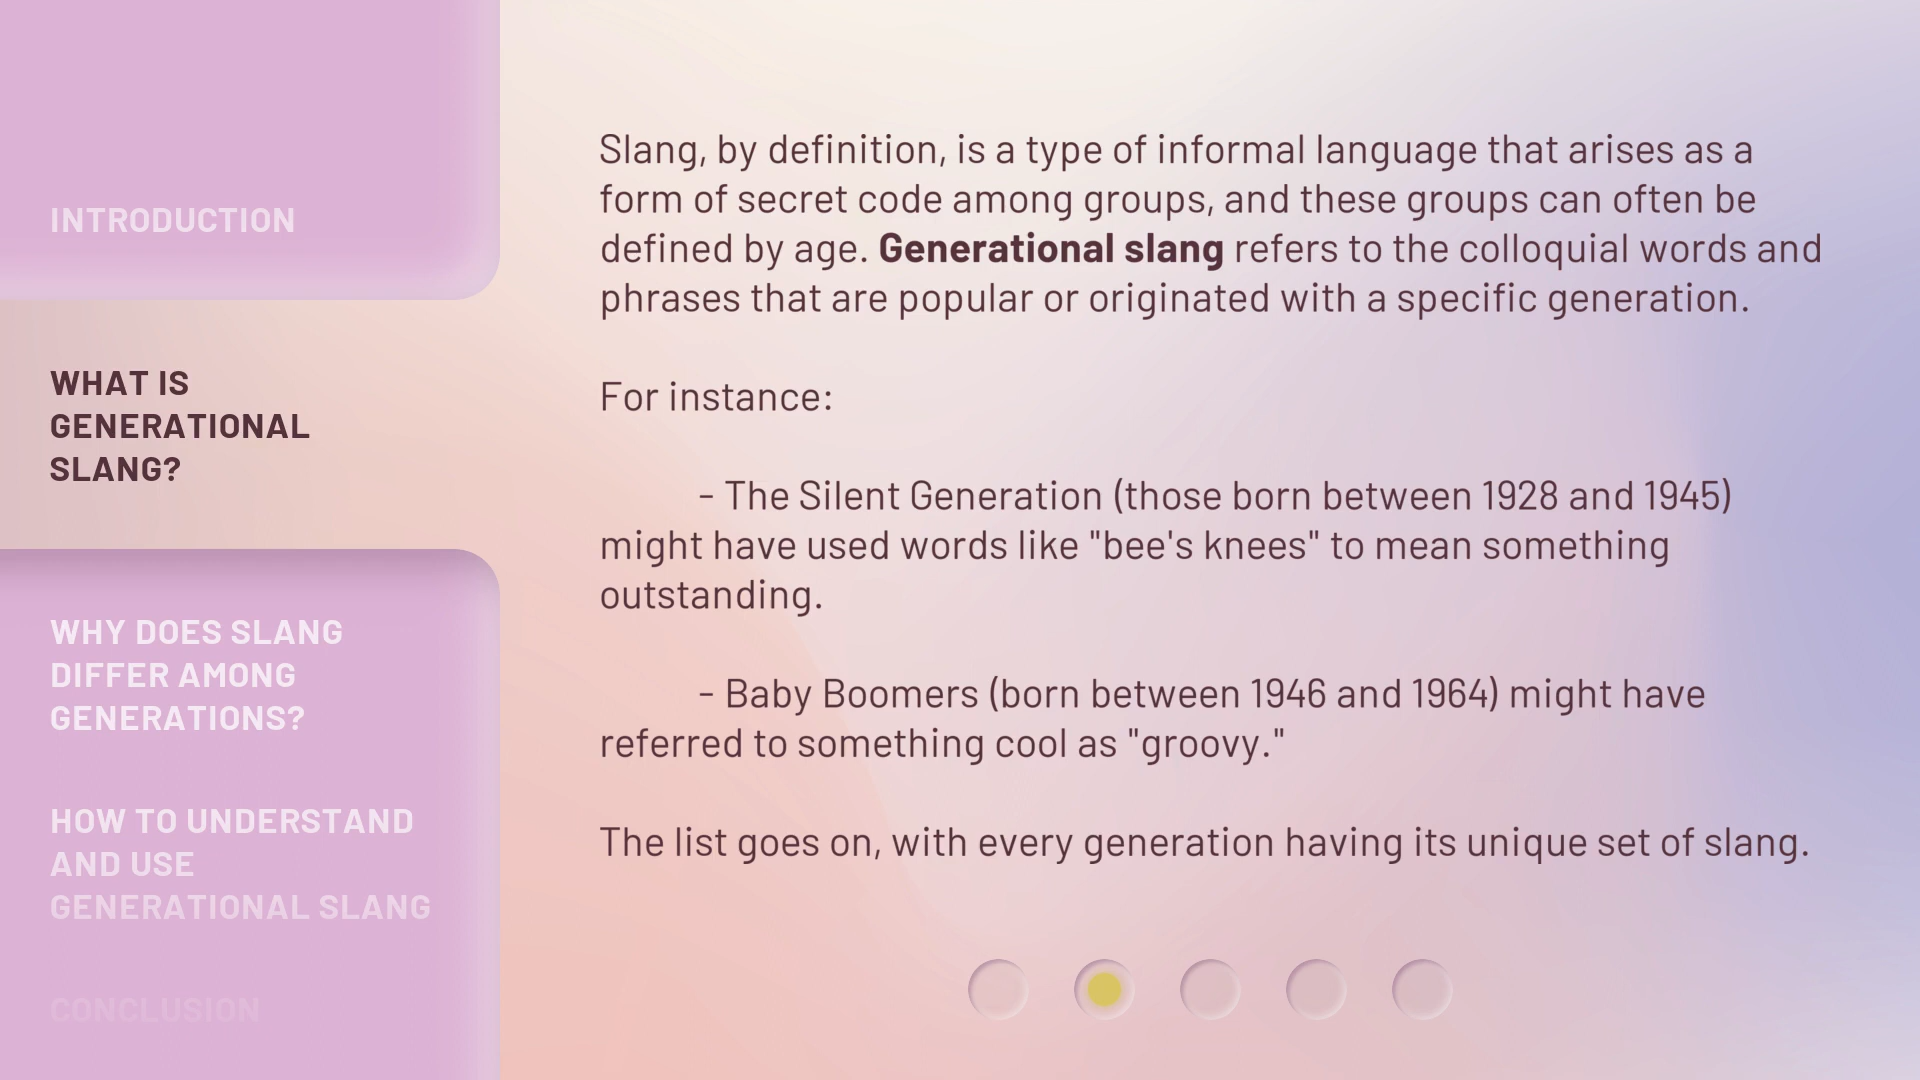 INTRODUCTION
WHAT IS
GENERATIONAL
SLANG?
WHY DOES SLANG
DIFFER AMONG
GENERATIONS?
HOW TO UNDERSTAND
AND USE
GENERATIONAL SLANG
CONCLUSION
Slang, by definition, is a type of informal language that arises as a
form of secret code among groups, and these groups can often be
defined by age. Generational slang refers to the colloquial words and
phrases that are popular or originated with a specific generation.
For instance:
- The Silent Generation (those born between 1928 and 1945)
might have used words like "bee's knees" to mean something
outstanding.
- Baby Boomers (born between 1946 and 1964) might have
referred to something cool as "groovy."
The list goes on, with every generation having its unique set of slang.